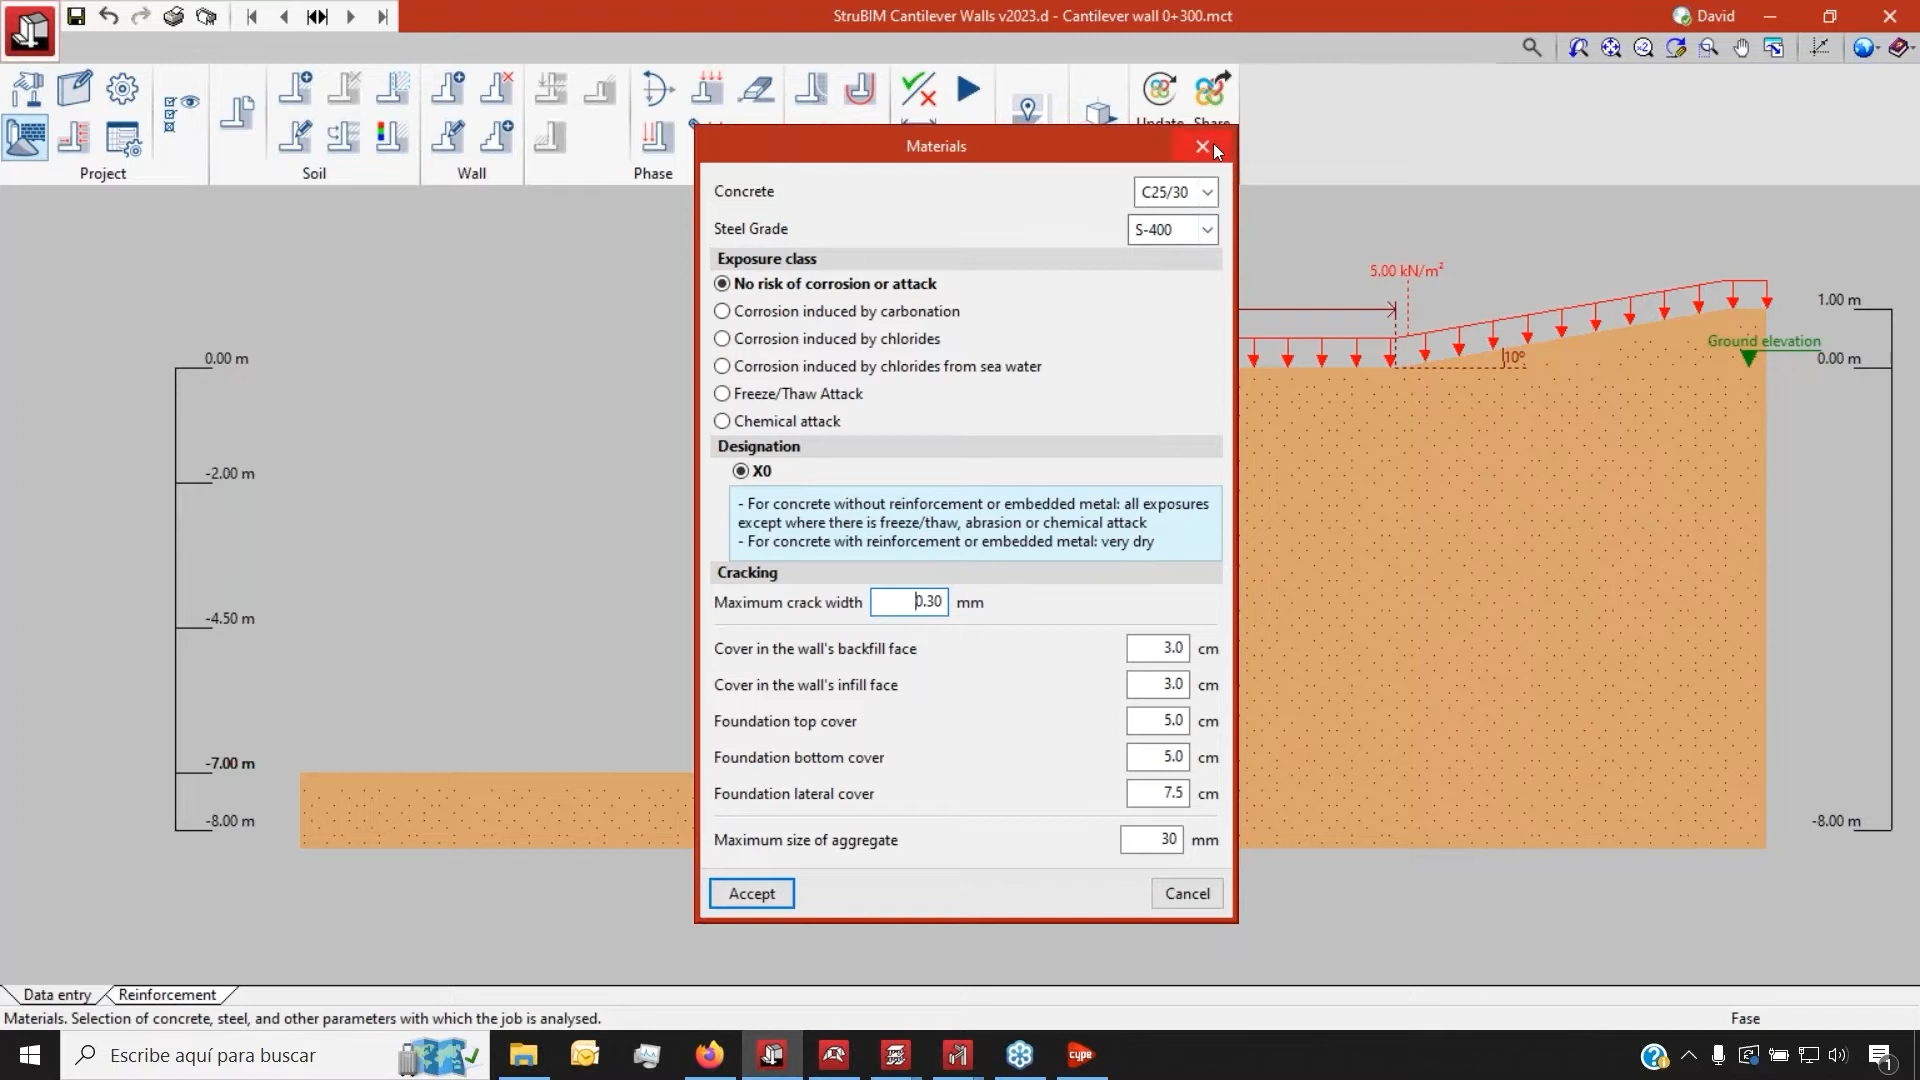 StruBIM Cantilever Walls v2023.d - Cantilever wall 0+300.mct
David
Update Share
Project
Soil
Wall
Phase
Materials
Concrete
C25/30
Steel Grade
S-400
Exposure class
No risk of corrosion or attack
Corrosion induced by carbonation
Corrosion induced by chlorides
Corrosion induced by chlorides from sea water
Freeze/Thaw Attack
Chemical attack
Designation
X0
- For concrete without reinforcement or embedded metal: all exposures
except where there is freeze/thaw, abrasion or chemical attack
- For concrete with reinforcement or embedded metal: very dry
Cracking
Maximum crack width 0.30 mm
Cover in the wall's backfill face 3.0 cm
Cover in the wall's infill face 3.0 cm
Foundation top cover 5.0 cm
Foundation bottom cover 5.0 cm
Foundation lateral cover 7.5 cm
Maximum size of aggregate 30 mm
Accept
Cancel
0.00 m
-2.00 m
-4.50 m
-7.00 m
-8.00 m
5.00 kN/m²
10º
1.00 m
Ground elevation
0.00 m
-8.00 m
Data entry
Reinforcement
Materials. Selection of concrete, steel, and other parameters with which the job is analysed.
Fase
Escribe aquí para buscar
cype
1